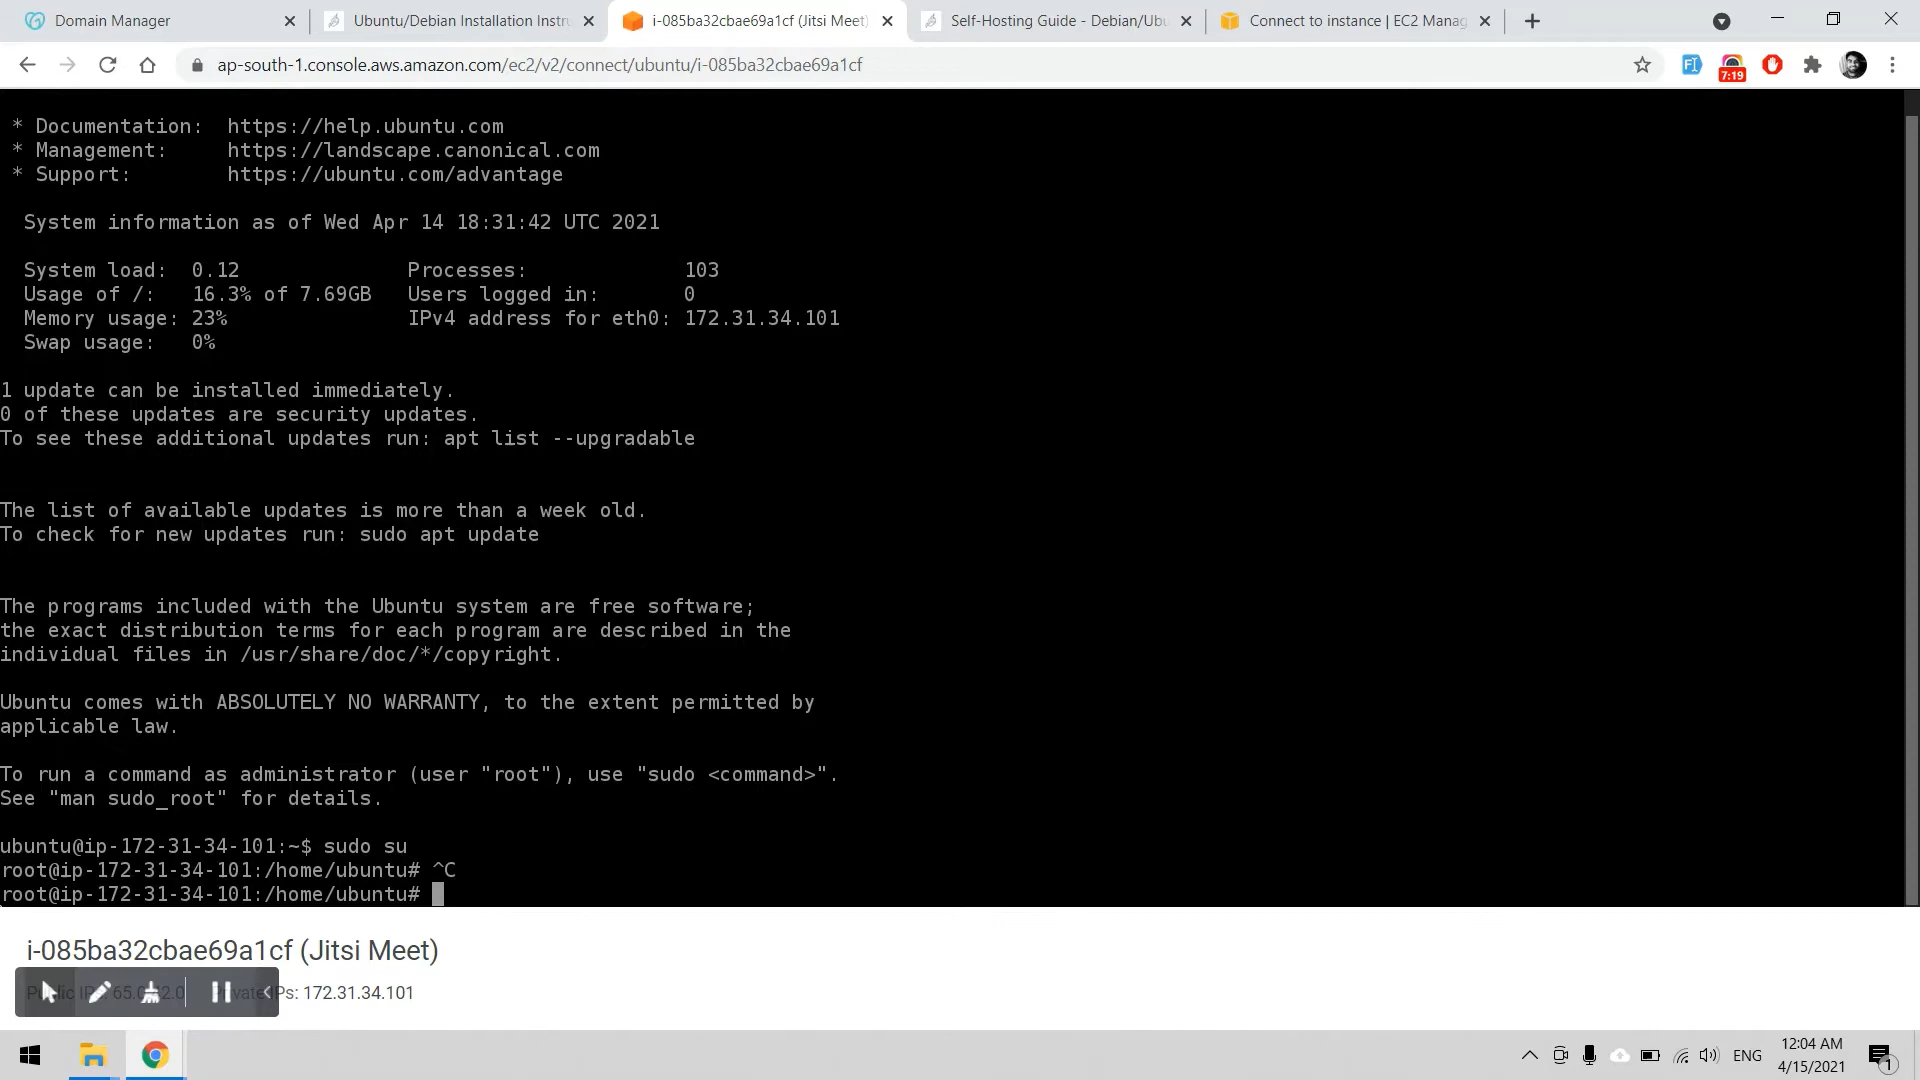 Domain Manager
Ubuntu/Debian Installation Instru
i-085ba32cbae69a1cf (Jitsi Meet)
Self-Hosting Guide - Debian/Ubu
Connect to instance | EC2 Manag
ap-south-1.console.aws.amazon.com/ec2/v2/connect/ubuntu/i-085ba32cbae69a1cf
7:19
* Documentation:  https://help.ubuntu.com
* Management:     https://landscape.canonical.com
* Support:        https://ubuntu.com/advantage
System information as of Wed Apr 14 18:31:42 UTC 2021
System load:  0.12              Processes:             103
Usage of /:   16.3% of 7.69GB   Users logged in:       0
Memory usage: 23%               IPv4 address for eth0: 172.31.34.101
Swap usage:   0%
1 update can be installed immediately.
0 of these updates are security updates.
To see these additional updates run: apt list --upgradable
The list of available updates is more than a week old.
To check for new updates run: sudo apt update
The programs included with the Ubuntu system are free software;
the exact distribution terms for each program are described in the
individual files in /usr/share/doc/*/copyright.
Ubuntu comes with ABSOLUTELY NO WARRANTY, to the extent permitted by
applicable law.
To run a command as administrator (user "root"), use "sudo <command>".
See "man sudo_root" for details.
ubuntu@ip-172-31-34-101:~$ sudo su
root@ip-172-31-34-101:/home/ubuntu# ^C
root@ip-172-31-34-101:/home/ubuntu#
i-085ba32cbae69a1cf (Jitsi Meet)
IPs: 172.31.34.101
ENG
12:04 AM
4/15/2021
1